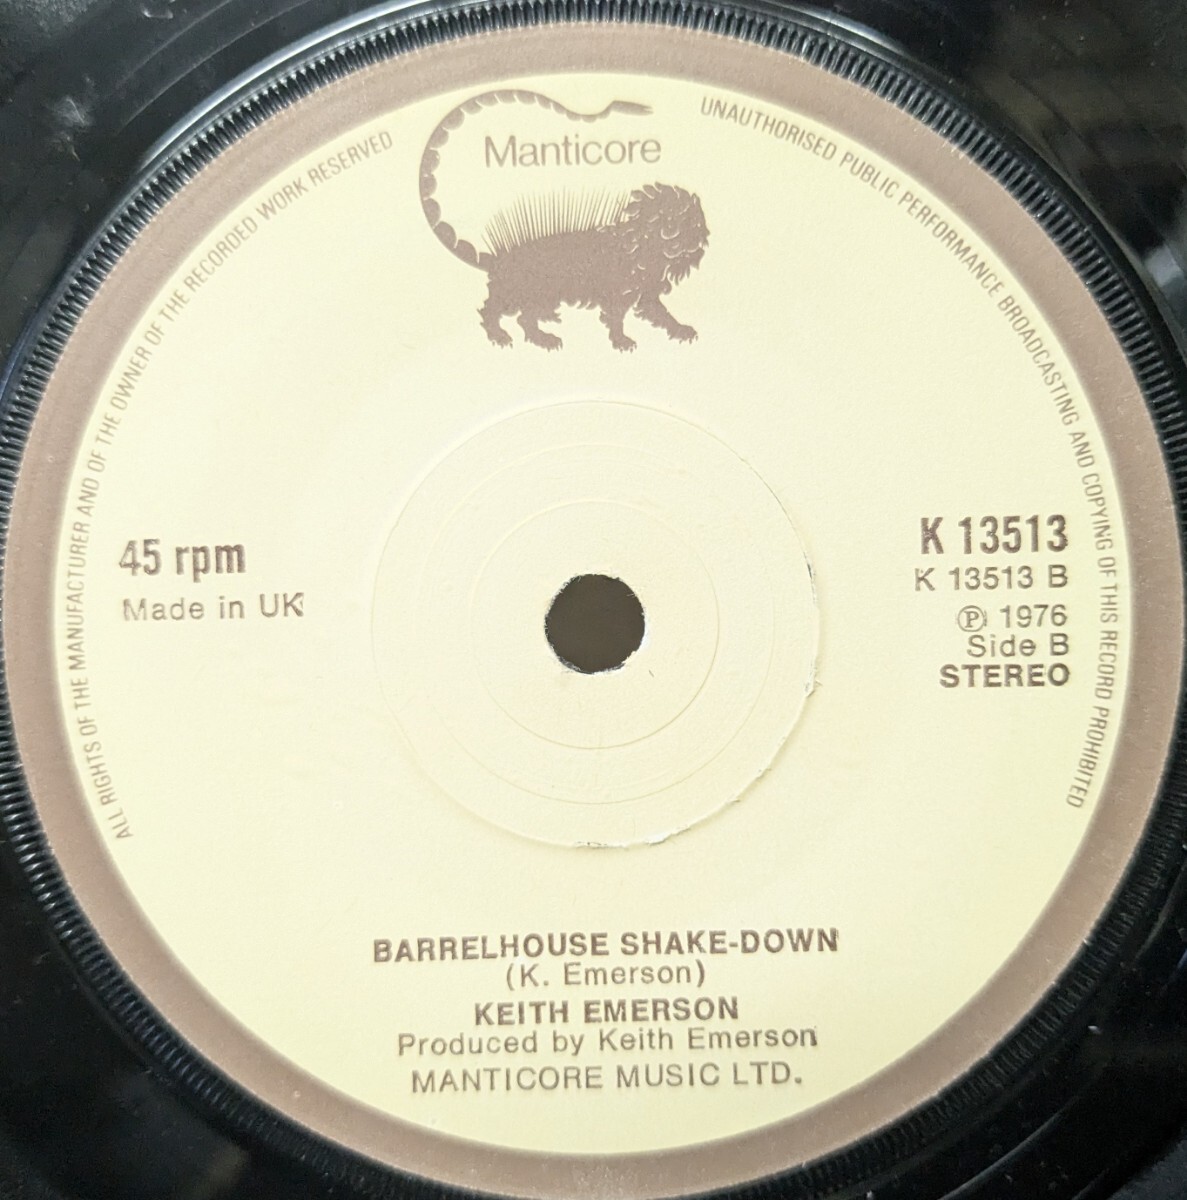 Manticore
ALL RIGHTS OF THE MANUFACTURER AND OF THE OWNER OF THE RECORDED WORK RESERVED
UNAUTHORISED PUBLIC PERFORMANCE BROADCASTING AND COPYING OF THIS RECORD PROHIBITED
45 rpm
Made in UK
K 13513
K 13513 B
Ⓟ 1976
Side B
STEREO
BARRELHOUSE SHAKE-DOWN
(K. Emerson)
KEITH EMERSON
Produced by Keith Emerson
MANTICORE MUSIC LTD.